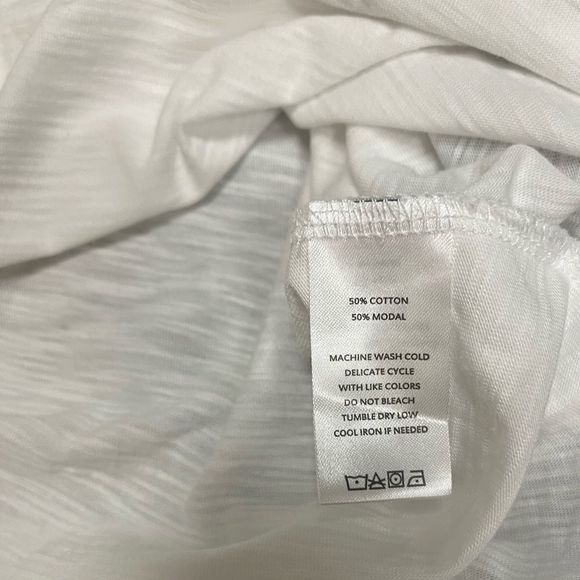 50% COTTON
50% MODAL
MACHINE WASH COLD
DELICATE CYCLE
WITH LIKE COLORS
DO NOT BLEACH
TUMBLE DRY LOW
COOL IRON IF NEEDED